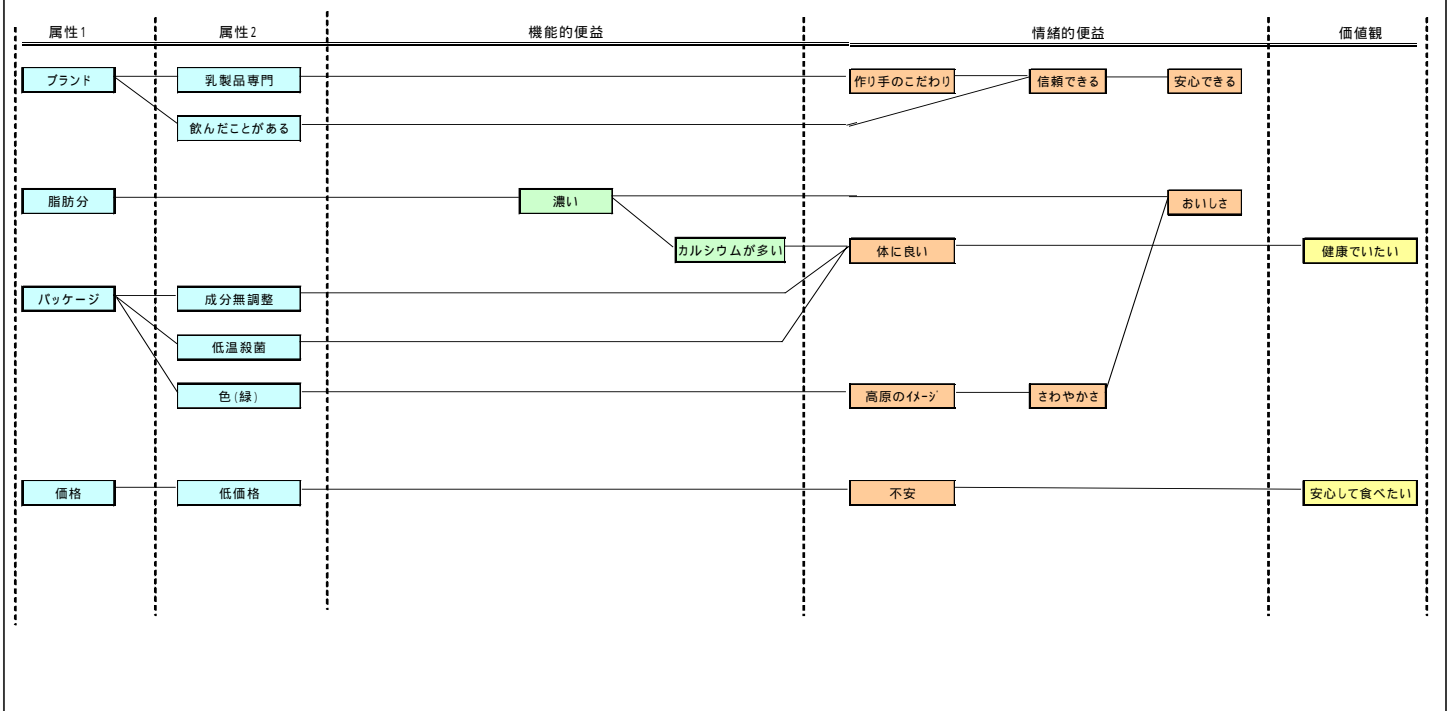 属性1
属性2
機能的便益
情緒的便益
価値観
ブランド
乳製品専門
作り手のこだわり
信頼できる
安心できる
飲んだことがある
脂肪分
濃い
おいしさ
カルシウムが多い
体に良い
健康でいたい
パッケージ
成分無調整
低温殺菌
色(緑)
高原のイメージ
さわやかさ
価格
低価格
不安
安心して食べたい